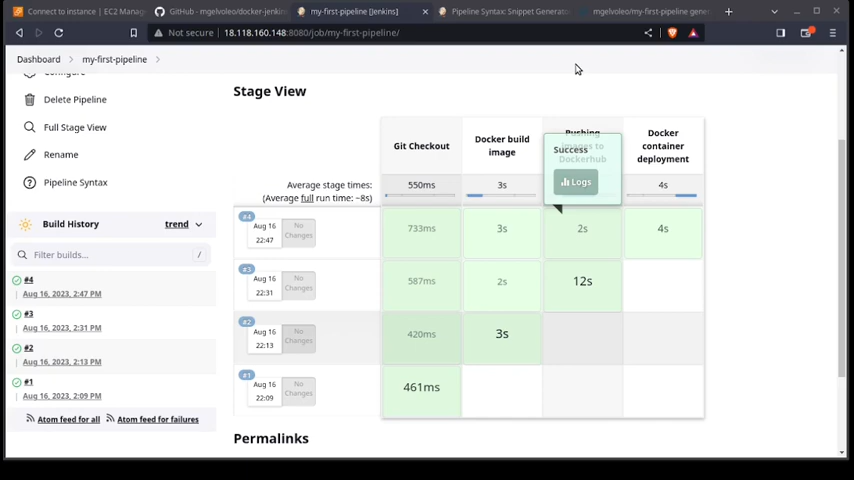 Connect to instance | EC2 Mana
GitHub - mgelvoleo/docker-jenkin
my-first-pipeline [Jenkins]
Pipeline Syntax: Snippet Generato
mgelvoleo/my-first-pipeline gene
Not secure
18.118.160.148:8080/job/my-first-pipeline/
Dashboard
my-first-pipeline
Configure
Delete Pipeline
Full Stage View
Rename
Pipeline Syntax
Build History
trend
Filter builds...
/
#4
Aug 16, 2023, 2:47 PM
#3
Aug 16, 2023, 2:31 PM
#2
Aug 16, 2023, 2:13 PM
#1
Aug 16, 2023, 2:09 PM
Atom feed for all
Atom feed for failures
Stage View
Git Checkout
Docker build
image
Pushing
images to
Dockerhub
Docker
container
deployment
Success
Logs
Average stage times:
(Average full run time: ~8s)
550ms
3s
4s
#4
Aug 16
22:47
No
Changes
733ms
3s
2s
4s
#3
Aug 16
22:31
No
Changes
587ms
2s
12s
#2
Aug 16
22:13
No
Changes
420ms
3s
#1
Aug 16
22:09
No
Changes
461ms
Permalinks